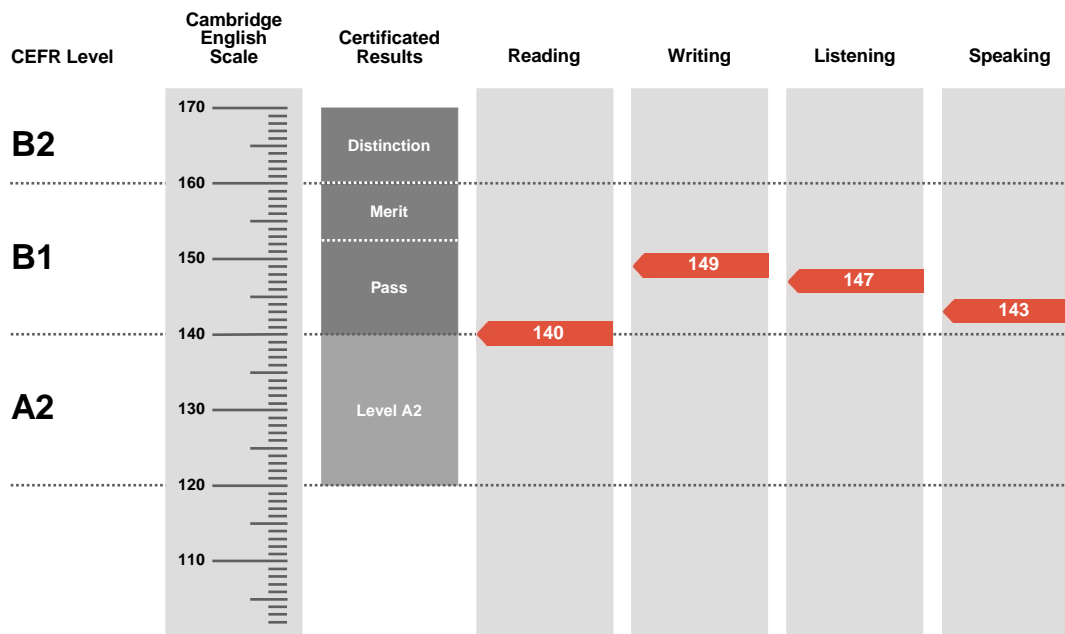 CEFR Level
Cambridge
English
Scale
Certificated
Results
Reading
Writing
Listening
Speaking
170
B2
Distinction
160
Merit
B1
150
149
147
Pass
143
140
140
A2
130
Level A2
120
110